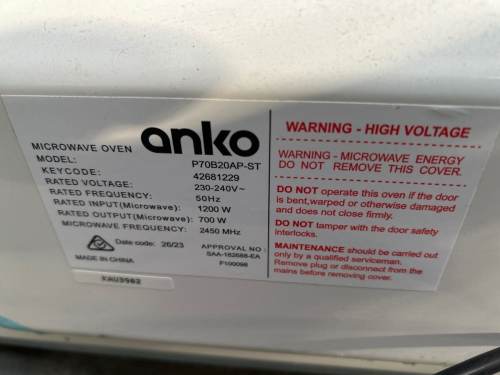 anko
MICROWAVE OVEN
MODEL: P70B20AP-ST
KEYCODE: 42681229
RATED VOLTAGE: 230-240V~
RATED FREQUENCY: 50Hz
RATED INPUT(Microwave): 1200 W
RATED OUTPUT(Microwave): 700 W
MICROWAVE FREQUENCY: 2450 MHz
Date code: 26/23
MADE IN CHINA
APPROVAL NO :
SAA-182686-EA
P190098
XAU3982
WARNING - HIGH VOLTAGE
WARNING - MICROWAVE ENERGY
DO NOT REMOVE THIS COVER.
DO NOT operate this oven if the door
is bent,warped or otherwise damaged
and does not close firmly.
DO NOT tamper with the door safety
interlocks.
MAINTENANCE should be carried out
only by a qualified serviceman.
Remove plug or disconnect from the
mains before removing cover.